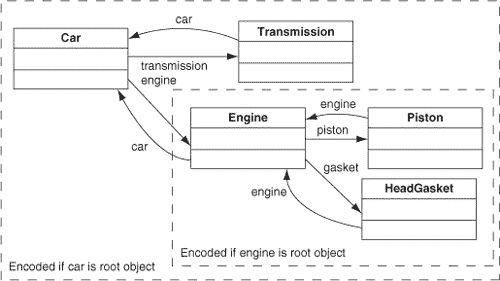 car
Car
Transmission
transmission
engine
car
Engine
engine
Piston
piston
gasket
HeadGasket
engine
Encoded if engine is root object
Encoded if car is root object